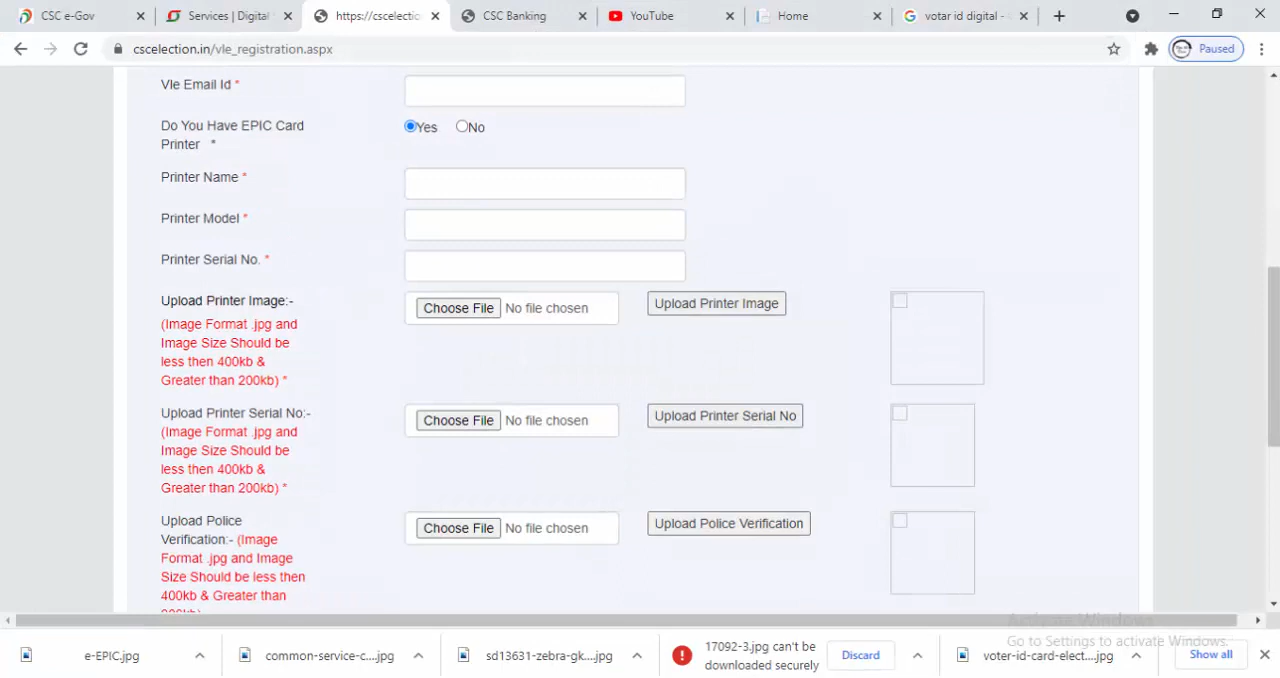 CSC e-Gov
Services | Digital
https://cscelectio
CSC Banking
YouTube
Home
votar id digital -
cscelection.in/vle_registration.aspx
Paused
Vle Email Id *
Do You Have EPIC Card
Printer *
Yes No
Printer Name *
Printer Model *
Printer Serial No. *
Upload Printer Image:-
(Image Format .jpg and
Image Size Should be
less then 400kb &
Greater than 200kb) *
Choose File No file chosen
Upload Printer Image
Upload Printer Serial No:-
(Image Format .jpg and
Image Size Should be
less then 400kb &
Greater than 200kb) *
Choose File No file chosen
Upload Printer Serial No
Upload Police
Verification:- (Image
Format .jpg and Image
Size Should be less then
400kb & Greater than
Choose File No file chosen
Upload Police Verification
Activate Windows
Go to Settings to activate Windows.
e-EPIC.jpg
common-service-c....jpg
sd13631-zebra-gk....jpg
17092-3.jpg can't be
downloaded securely
Discard
voter-id-card-elect....jpg
Show all